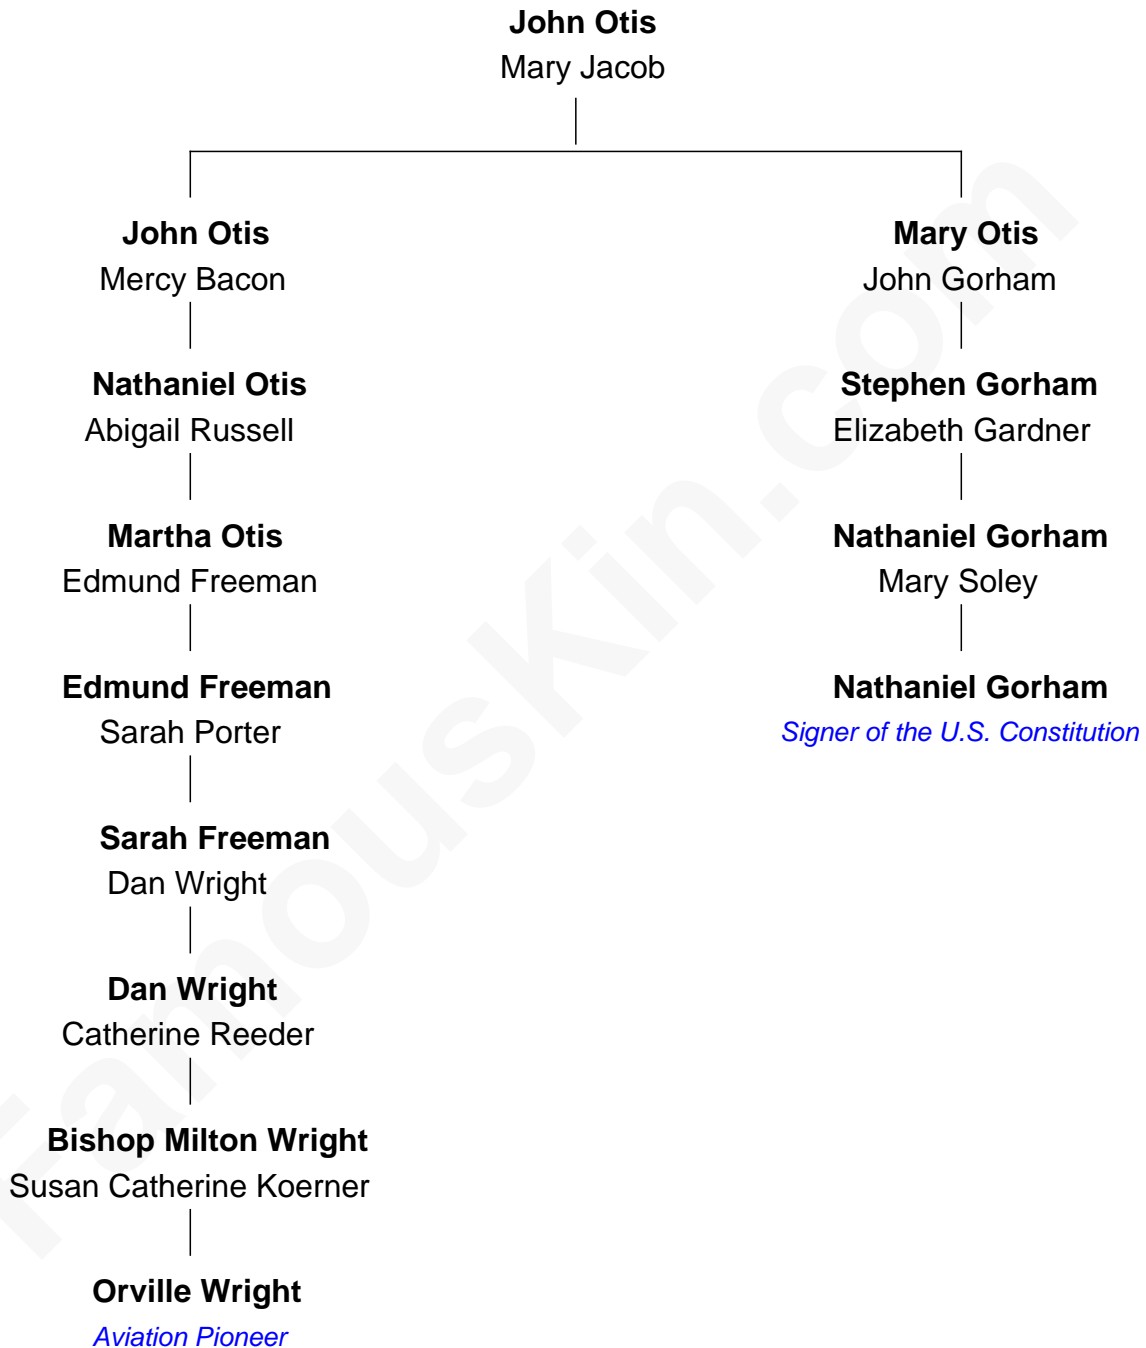 John Otis
Mary Jacob
John Otis
Mercy Bacon
Mary Otis
John Gorham
Nathaniel Otis
Abigail Russell
Stephen Gorham
Elizabeth Gardner
Martha Otis
Edmund Freeman
Nathaniel Gorham
Mary Soley
Edmund Freeman
Sarah Porter
Nathaniel Gorham
Signer of the U.S. Constitution
Sarah Freeman
Dan Wright
Dan Wright
Catherine Reeder
Bishop Milton Wright
Susan Catherine Koerner
Orville Wright
Aviation Pioneer
FamousKin.com